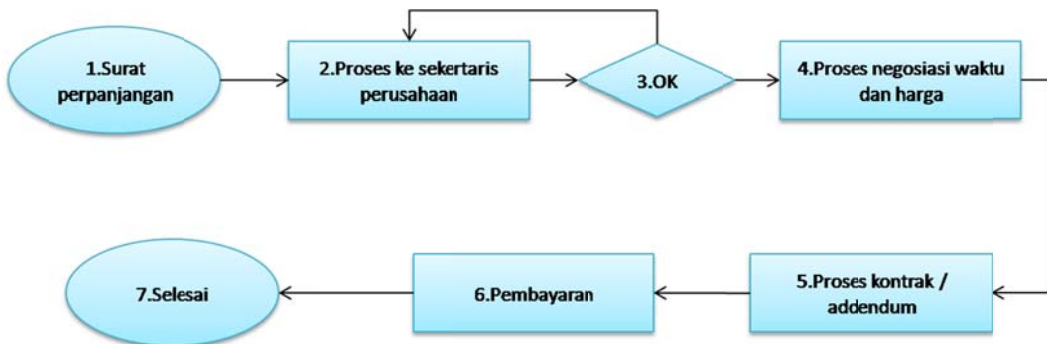 1.Surat
perpanjangan
2.Proses ke sekertaris
perusahaan
3.OK
4.Proses negosiasi waktu
dan harga
5.Proses kontrak /
addendum
6.Pembayaran
7.Selesai